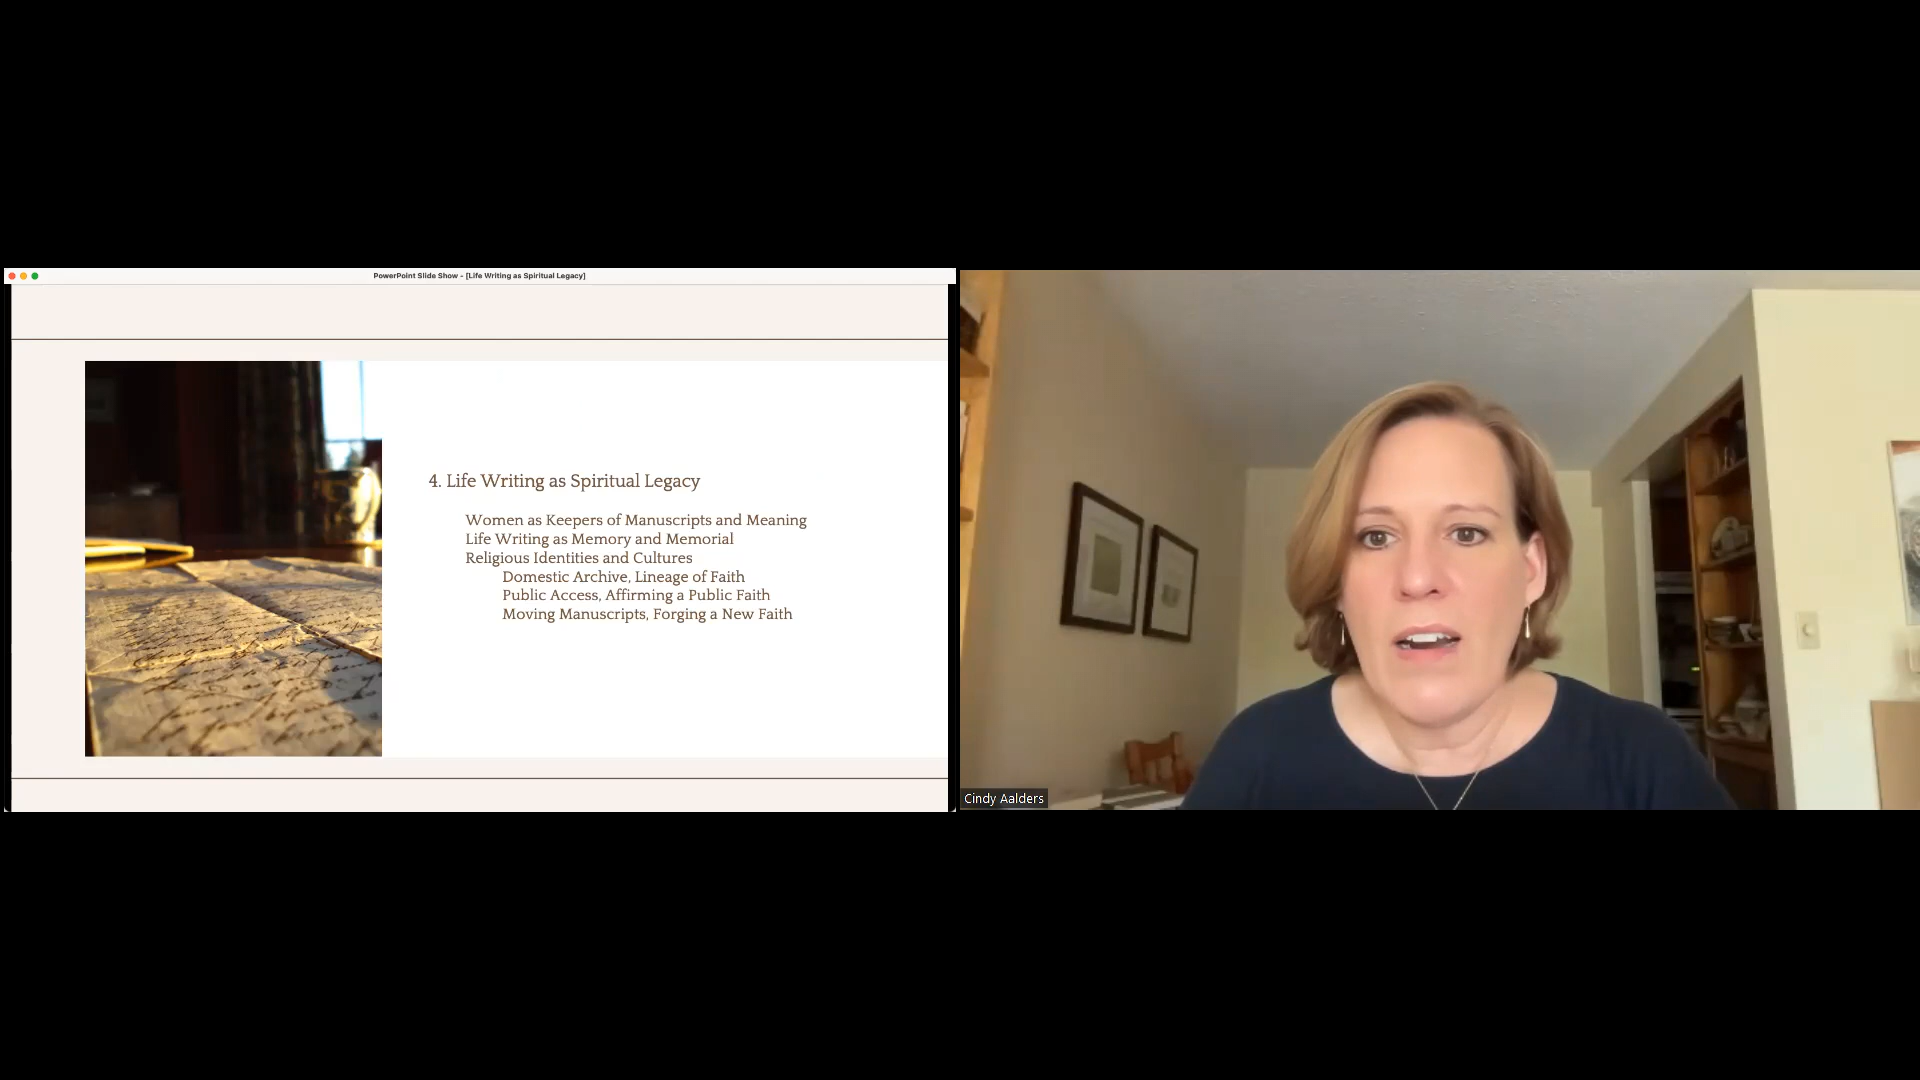 PowerPoint Slide Show - [Life Writing as Spiritual Legacy]
4. Life Writing as Spiritual Legacy
Women as Keepers of Manuscripts and Meaning
Life Writing as Memory and Memorial
Religious Identities and Cultures
Domestic Archive, Lineage of Faith
Public Access, Affirming a Public Faith
Moving Manuscripts, Forging a New Faith
Cindy Aalders